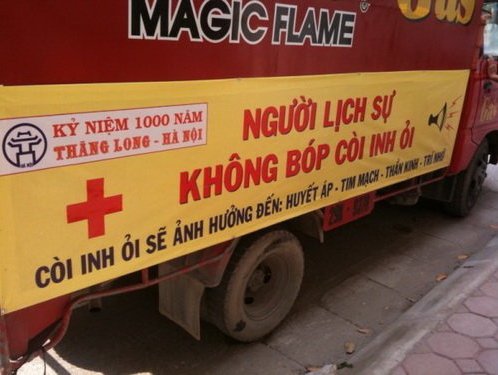 MAGIC FLAME
Gas
KỶ NIỆM 1000 NĂM
THĂNG LONG - HÀ NỘI
NGƯỜI LỊCH SỰ
KHÔNG BÓP CÒI INH ỎI
CÒI INH ỎI SẼ ẢNH HƯỞNG ĐẾN: HUYẾT ÁP - TIM MẠCH - THẦN KINH - TRÍ NHỚ